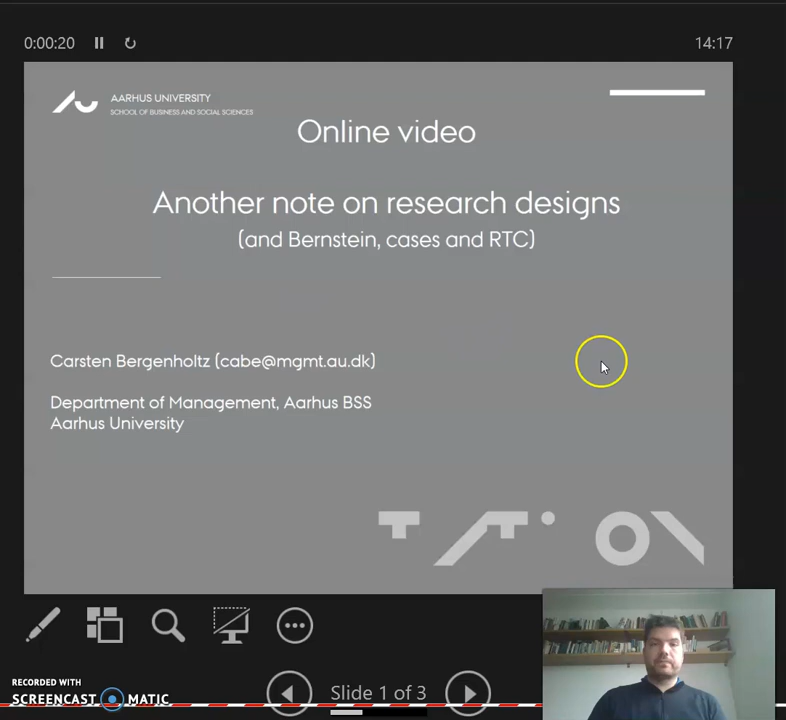 0:00:20
14:17
AARHUS UNIVERSITY
SCHOOL OF BUSINESS AND SOCIAL SCIENCES
Online video
Another note on research designs
(and Bernstein, cases and RTC)
Carsten Bergenholtz (cabe@mgmt.au.dk)
Department of Management, Aarhus BSS
Aarhus University
RECORDED WITH
SCREENCAST MATIC
Slide 1 of 3